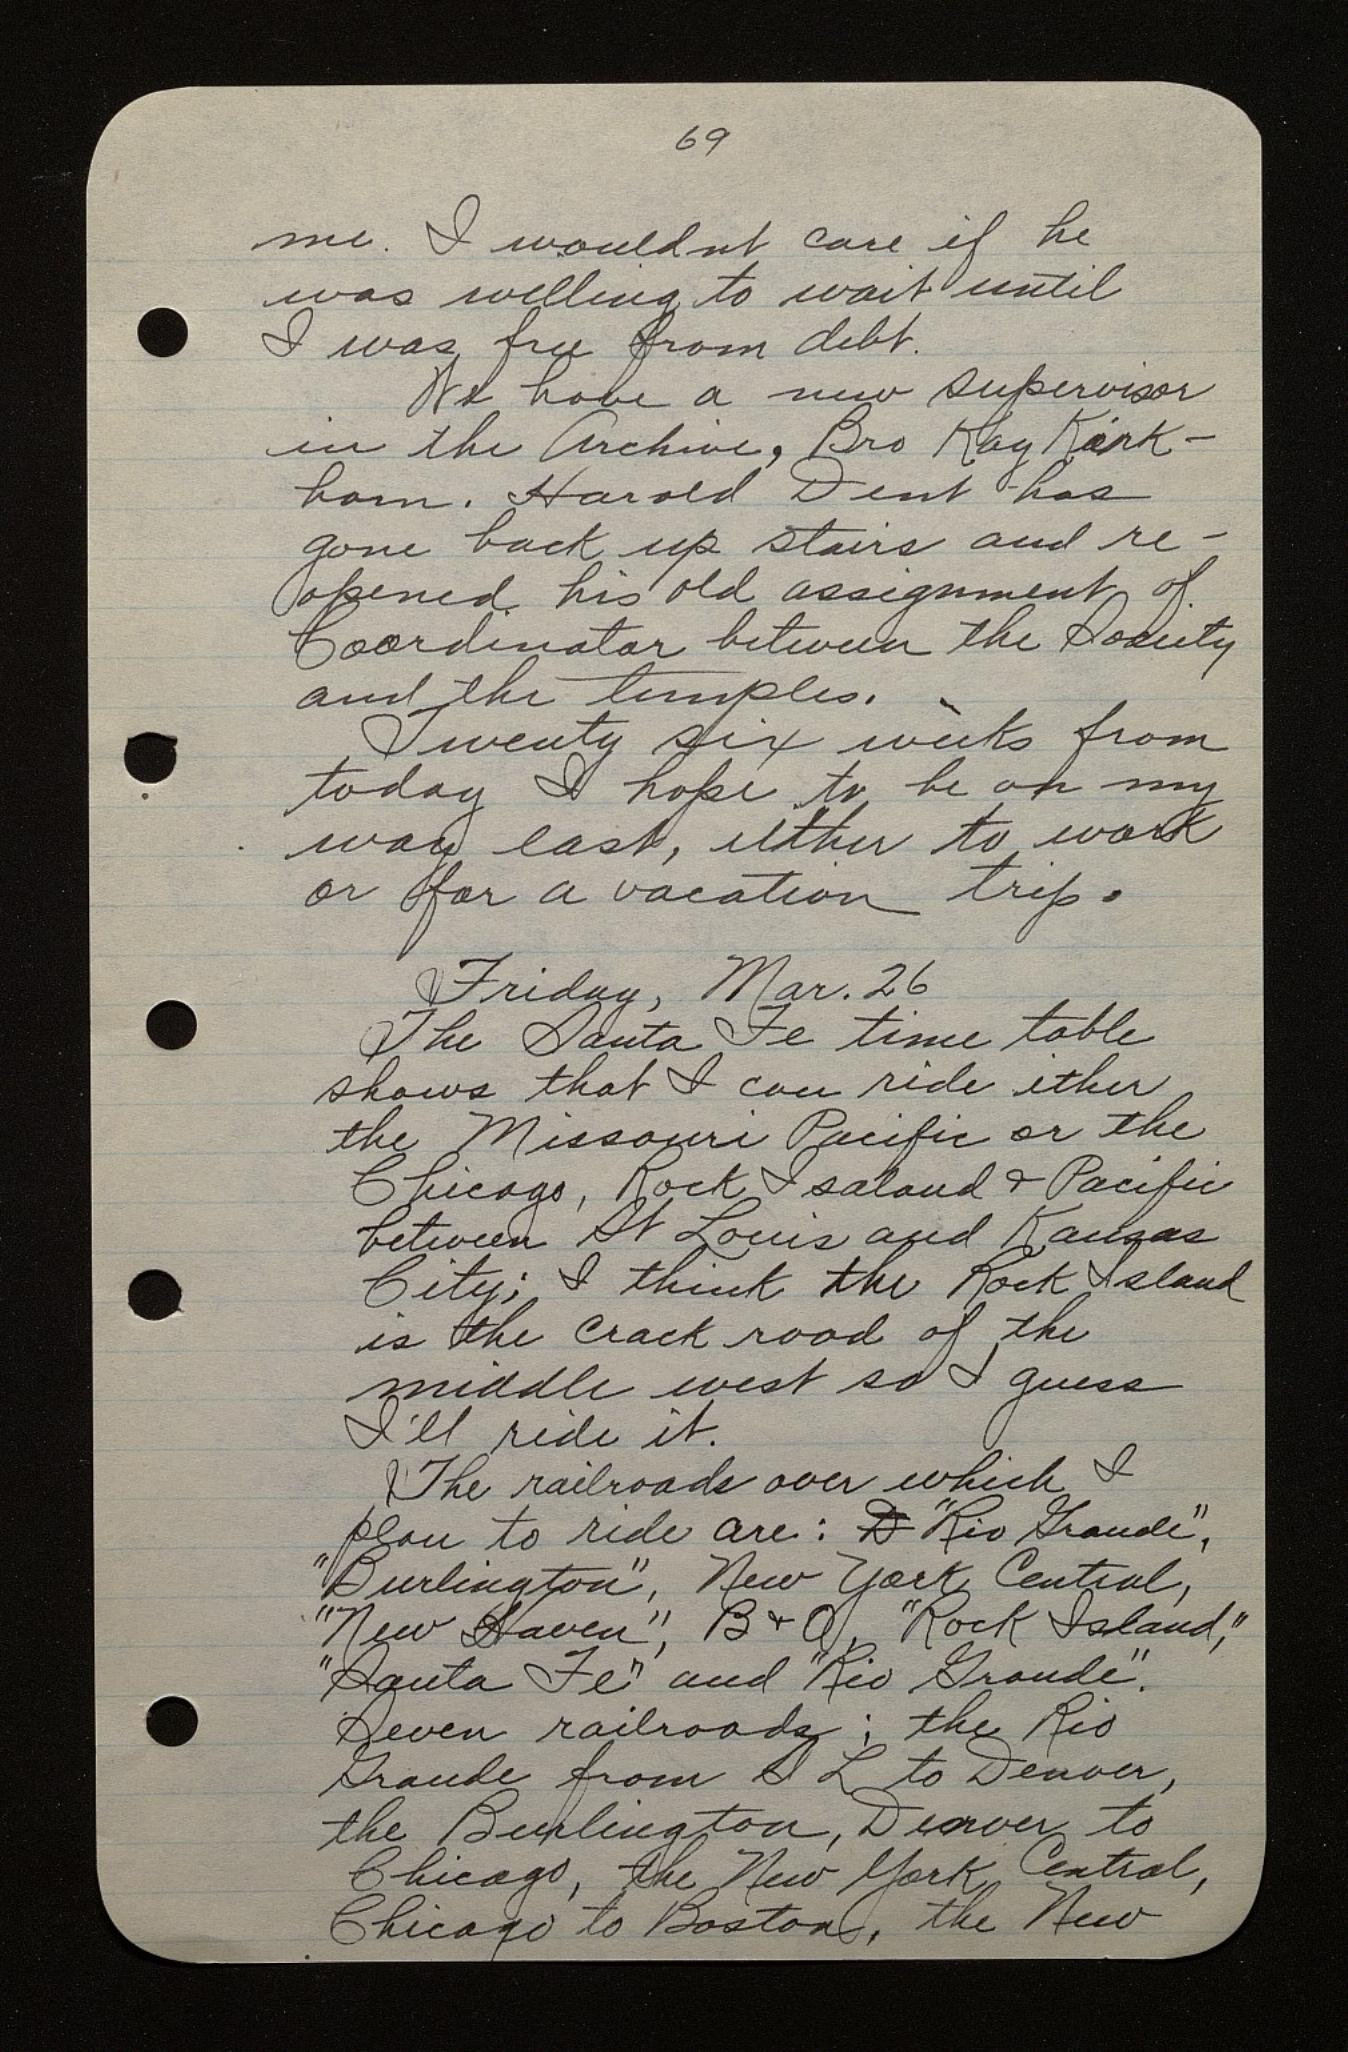 69
me. I wouldnt care if he
was willing to wait until
I was free from debt.
We have a new supervisor
in the Archive, Bro Kay Kirk-
ham. Harold Dent has
gone back up stairs and re-
opened his old assignment of
Coordinator between the Society
and the temples.
Twenty six weeks from
today I hope to be on my
way east, either to work
or for a vacation trip.
Friday, Mar. 26
The Santa Fe time table
shows that I can ride ither
the Missouri Pacific or the
Chicago, Rock Isaland & Pacific
between St Louis and Kansas
City; I think the Rock Island
is the crack road of the
middle west so I guess
I'll ride it.
The railroads over which I
plan to ride are: D "Rio Grande",
"Burlington", New York Central,
"New Haven", B & O, "Rock Island,"
"Santa Fe" and "Rio Grande".
Seven railroads; the Rio
Grande from S L to Denver,
the Burlington, Denver to
Chicago, the New York Central,
Chicago to Boston, the New